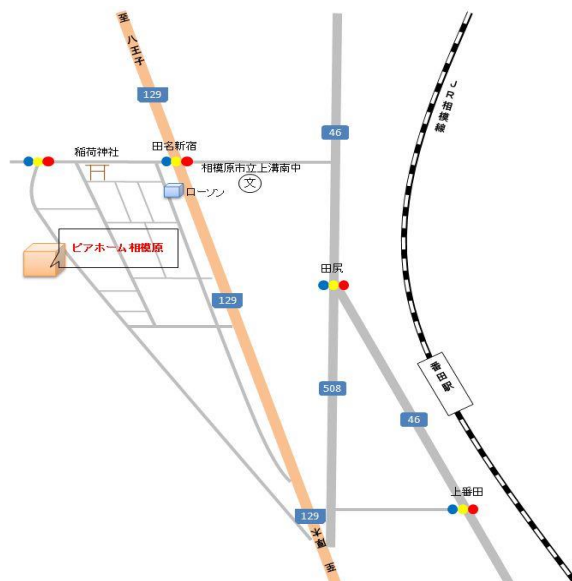 至 八王子
129
JR相模線
46
稲荷神社
田名新宿
相模原市立上溝南中
文
ローソン
ピアホーム相模原
田尻
129
番田駅
508
46
上番田
129
至 厚木